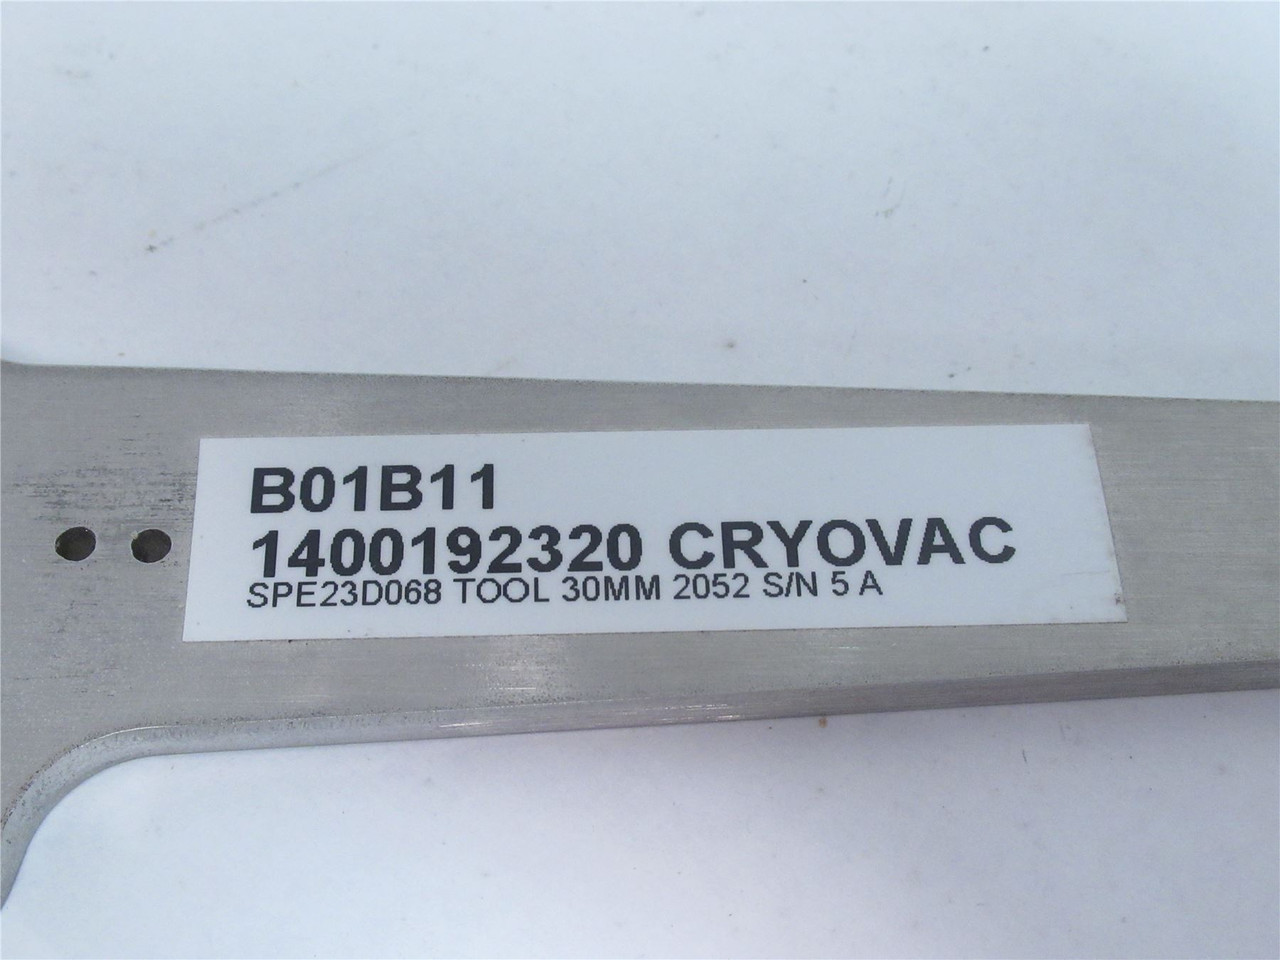 B01B11
1400192320 CRYOVAC
SPE23D068 TOOL 30MM 2052 S/N 5 A